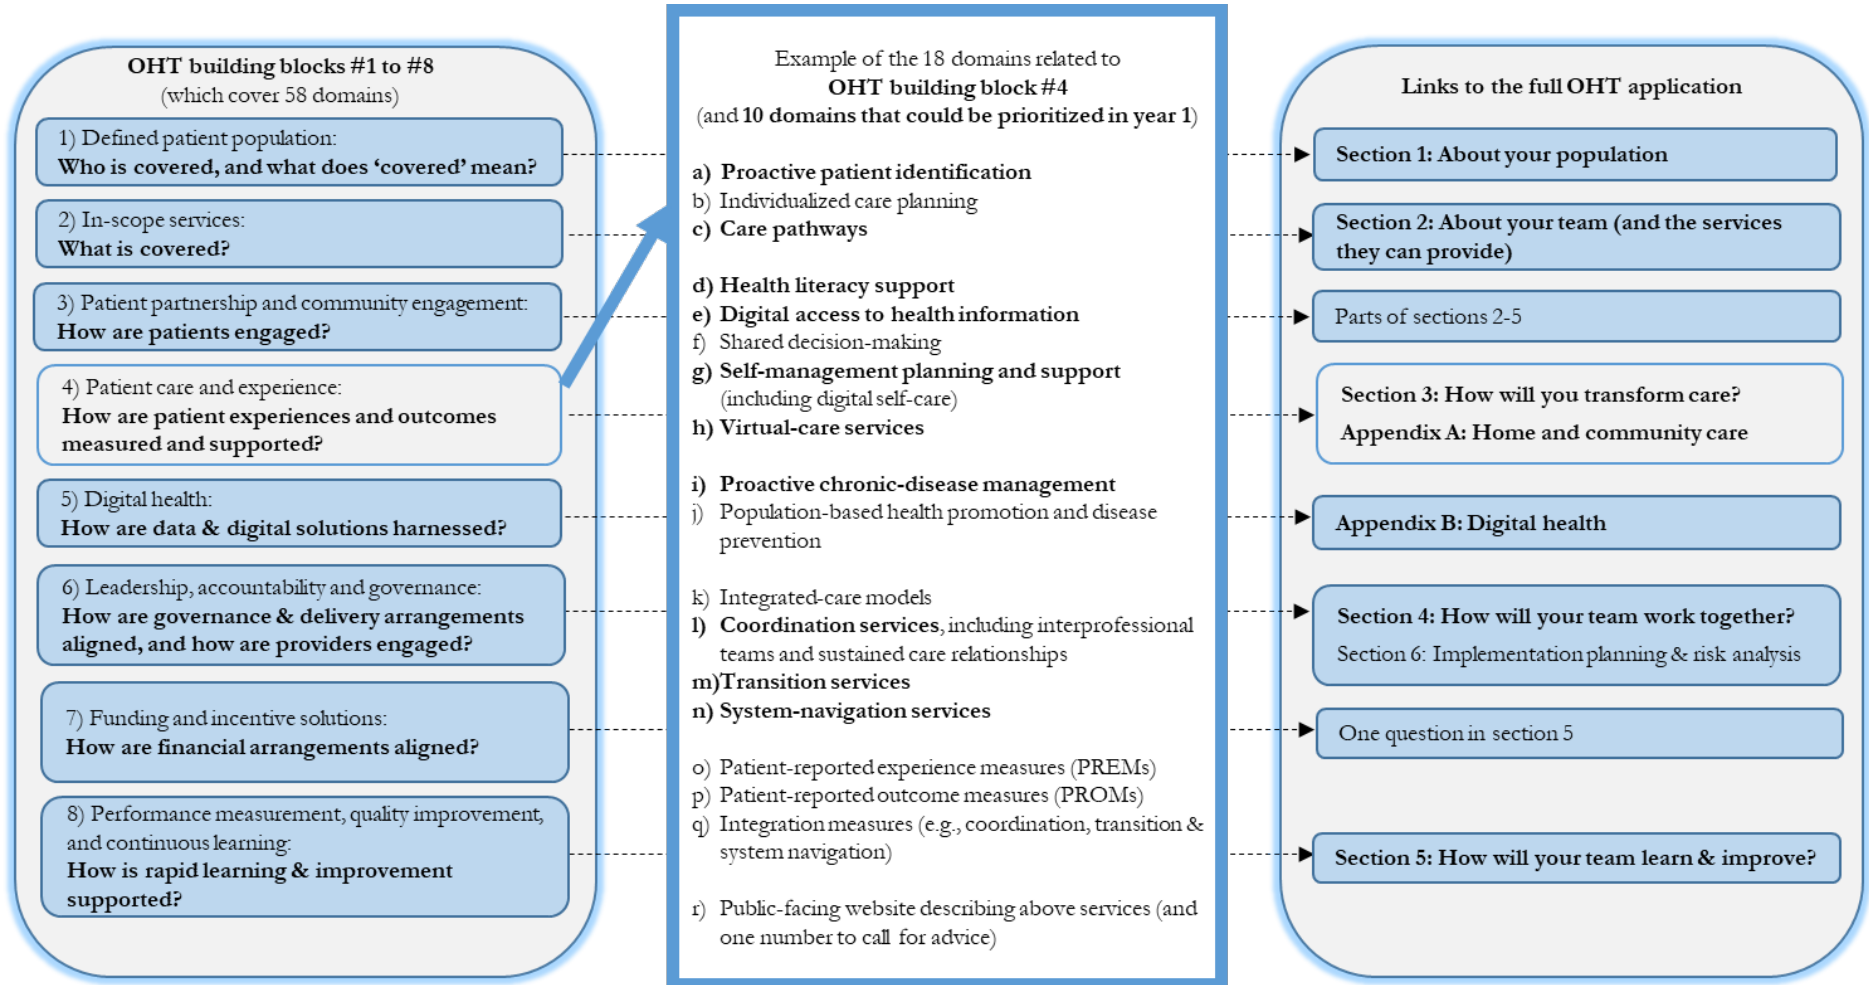 OHT building blocks #1 to #8
(which cover 58 domains)
1) Defined patient population:
Who is covered, and what does ‘covered’ mean?
2) In-scope services:
What is covered?
3) Patient partnership and community engagement:
How are patients engaged?
4) Patient care and experience:
How are patient experiences and outcomes
measured and supported?
5) Digital health:
How are data & digital solutions harnessed?
6) Leadership, accountability and governance:
How are governance & delivery arrangements
aligned, and how are providers engaged?
7) Funding and incentive solutions:
How are financial arrangements aligned?
8) Performance measurement, quality improvement,
and continuous learning:
How is rapid learning & improvement
supported?
Example of the 18 domains related to
OHT building block #4
(and 10 domains that could be prioritized in year 1)
a) Proactive patient identification
b) Individualized care planning
c) Care pathways
d) Health literacy support
e) Digital access to health information
f) Shared decision-making
g) Self-management planning and support
(including digital self-care)
h) Virtual-care services
i) Proactive chronic-disease management
j) Population-based health promotion and disease
prevention
k) Integrated-care models
l) Coordination services, including interprofessional
teams and sustained care relationships
m)Transition services
n) System-navigation services
o) Patient-reported experience measures (PREMs)
p) Patient-reported outcome measures (PROMs)
q) Integration measures (e.g., coordination, transition &
system navigation)
r) Public-facing website describing above services (and
one number to call for advice)
Links to the full OHT application
Section 1: About your population
Section 2: About your team (and the services
they can provide)
Parts of sections 2-5
Section 3: How will you transform care?
Appendix A: Home and community care
Appendix B: Digital health
Section 4: How will your team work together?
Section 6: Implementation planning & risk analysis
One question in section 5
Section 5: How will your team learn & improve?